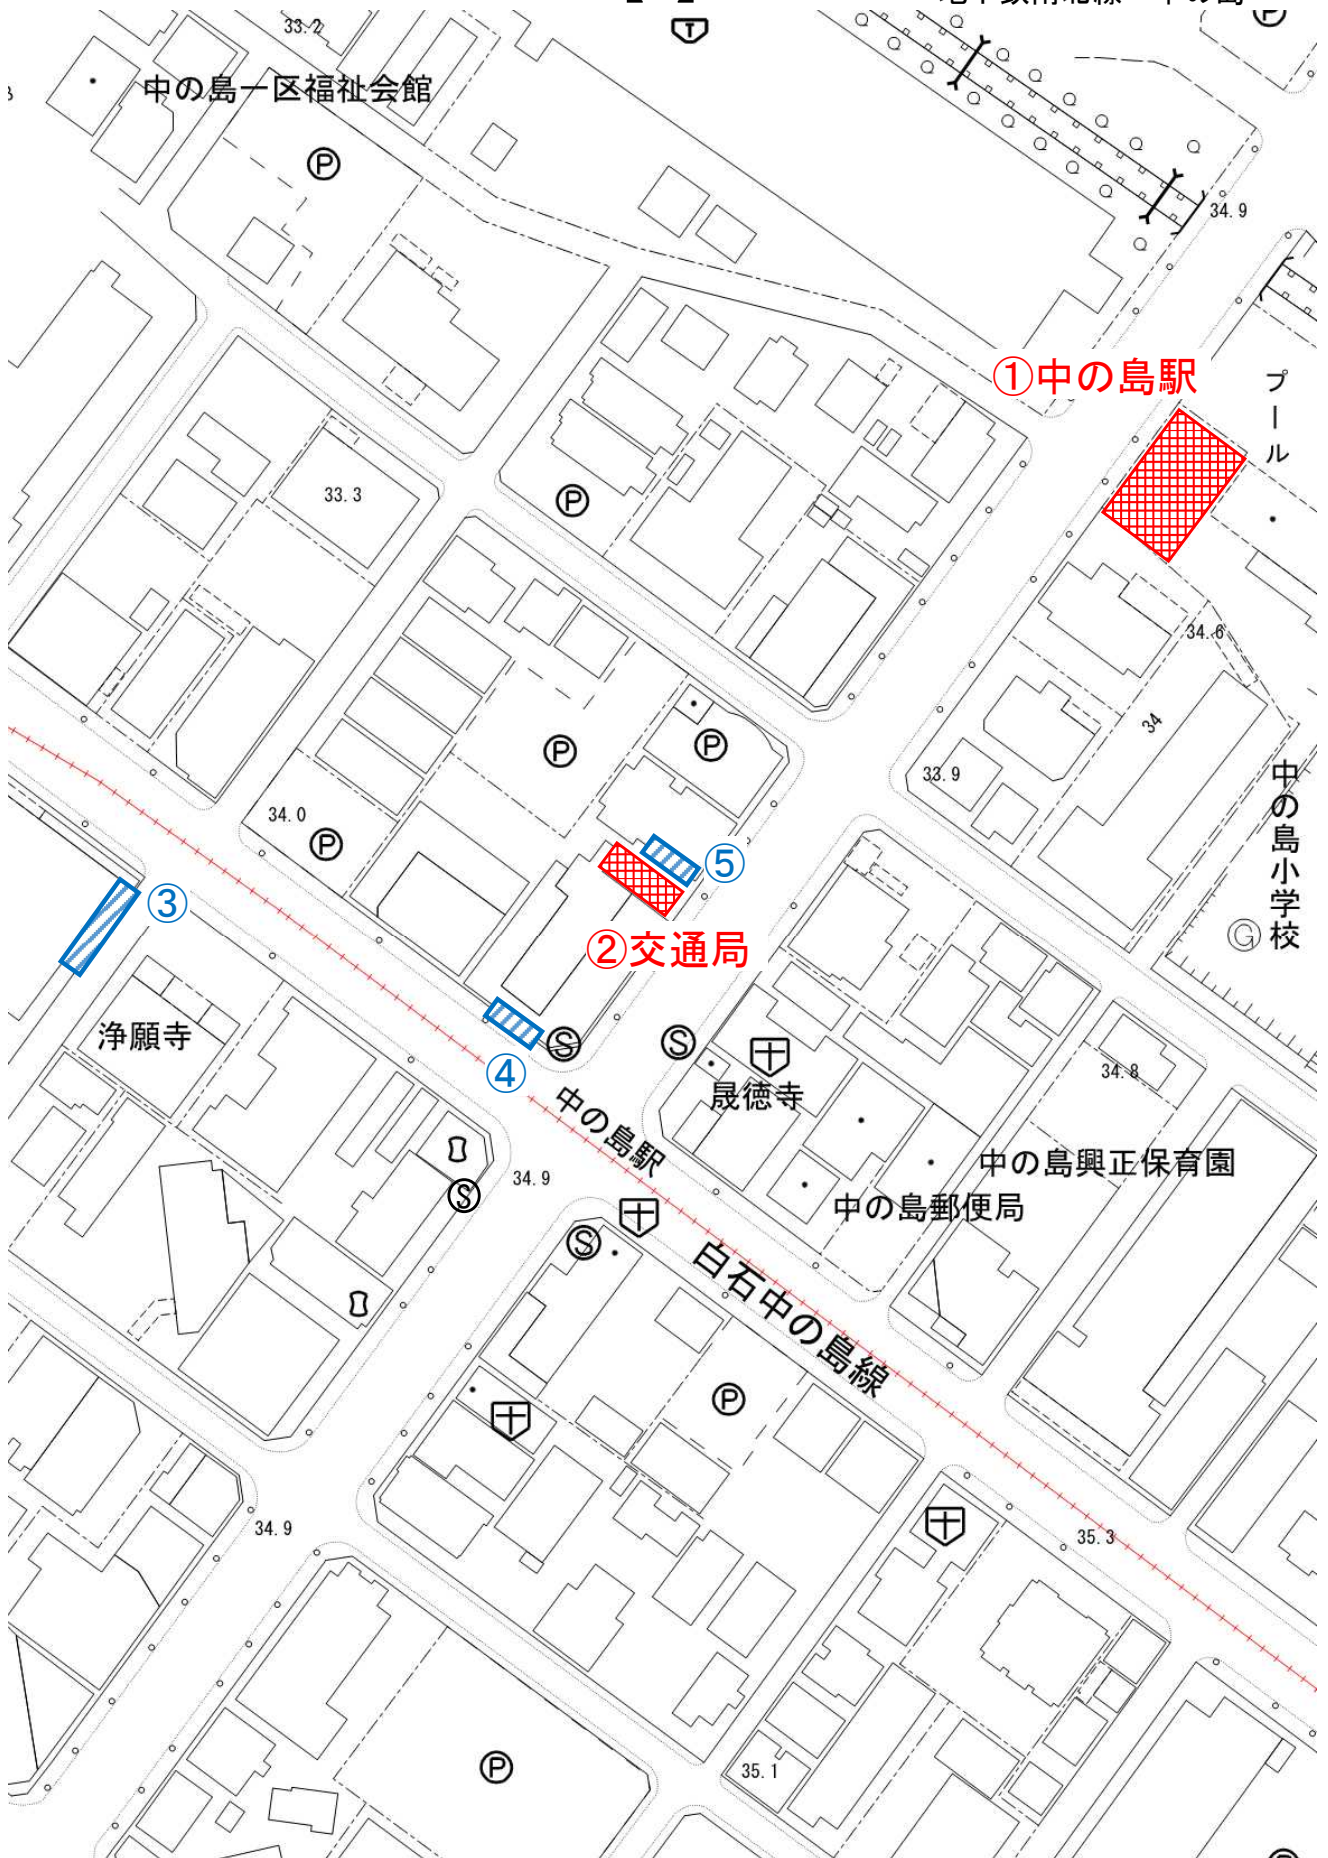 33.2
中の島一区福祉会館
Ⓟ
34.9
①中の島駅
プール
33.3
Ⓟ
34.6
34
Ⓟ
Ⓟ
33.9
34.0
Ⓟ
⑤
中の島小学校
Ⓖ
③
②交通局
浄願寺
④
Ⓢ
Ⓢ
晟徳寺
34.8
中の島駅
中の島興正保育園
34.9
Ⓢ
中の島郵便局
Ⓢ
白石中の島線
Ⓟ
34.9
35.3
Ⓟ
35.1